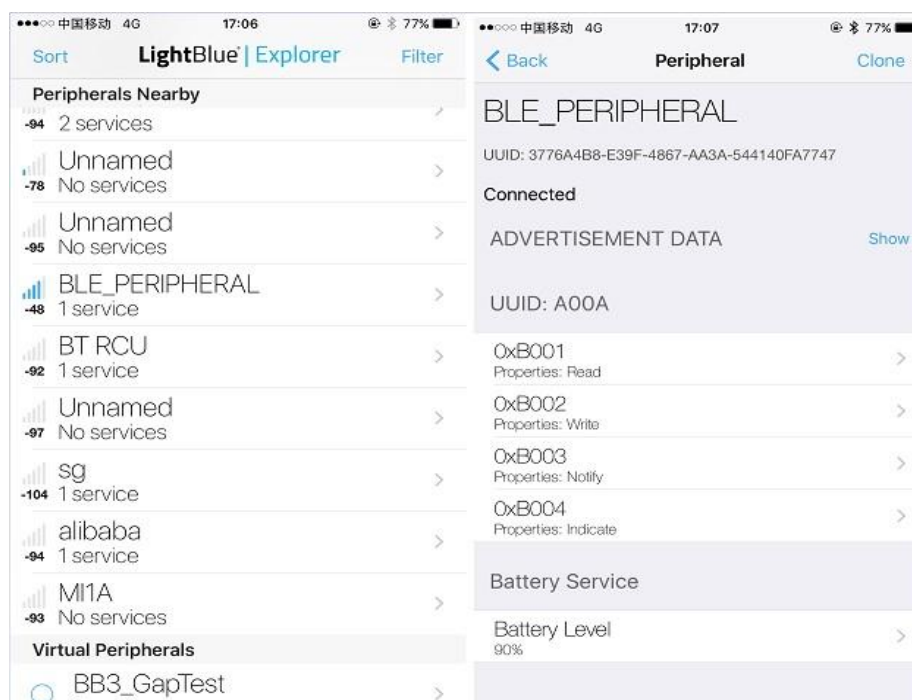 中国移动 4G 17:06 77%
Sort LightBlue | Explorer Filter
Peripherals Nearby
-94 2 services
Unnamed
-78 No services
Unnamed
-95 No services
BLE_PERIPHERAL
-48 1 service
BT RCU
-92 1 service
Unnamed
-97 No services
sg
-104 1 service
alibaba
-94 1 service
MI1A
-93 No services
Virtual Peripherals
BB3_GapTest
中国移动 4G 17:07 77%
Back Peripheral Clone
BLE_PERIPHERAL
UUID: 3776A4B8-E39F-4867-AA3A-544140FA7747
Connected
ADVERTISEMENT DATA Show
UUID: A00A
0xB001
Properties: Read
0xB002
Properties: Write
0xB003
Properties: Notify
0xB004
Properties: Indicate
Battery Service
Battery Level
90%